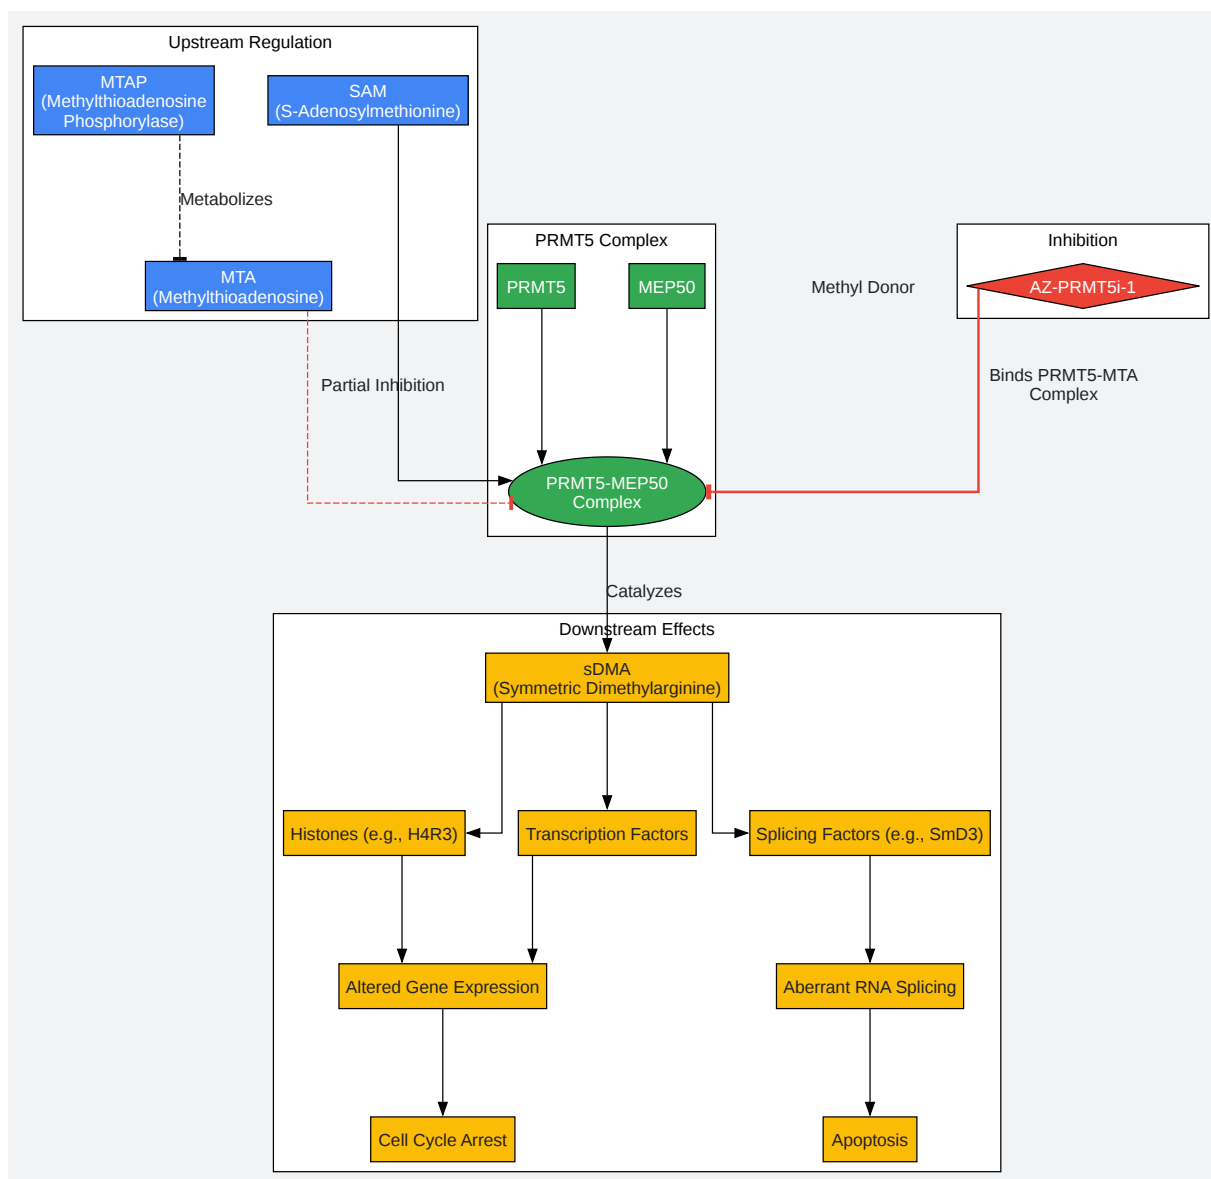 Upstream Regulation
MTAP
(Methylthioadenosine
Phosphorylase)
SAM
(S-Adenosylmethionine)
Metabolizes
MTA
(Methylthioadenosine)
PRMT5 Complex
PRMT5
MEP50
Methyl Donor
Inhibition
AZ-PRMT5i-1
Partial Inhibition
Binds PRMT5-MTA
Complex
PRMT5-MEP50
Complex
Catalyzes
Downstream Effects
sDMA
(Symmetric Dimethylarginine)
Histones (e.g., H4R3)
Transcription Factors
Splicing Factors (e.g., SmD3)
Altered Gene Expression
Aberrant RNA Splicing
Cell Cycle Arrest
Apoptosis